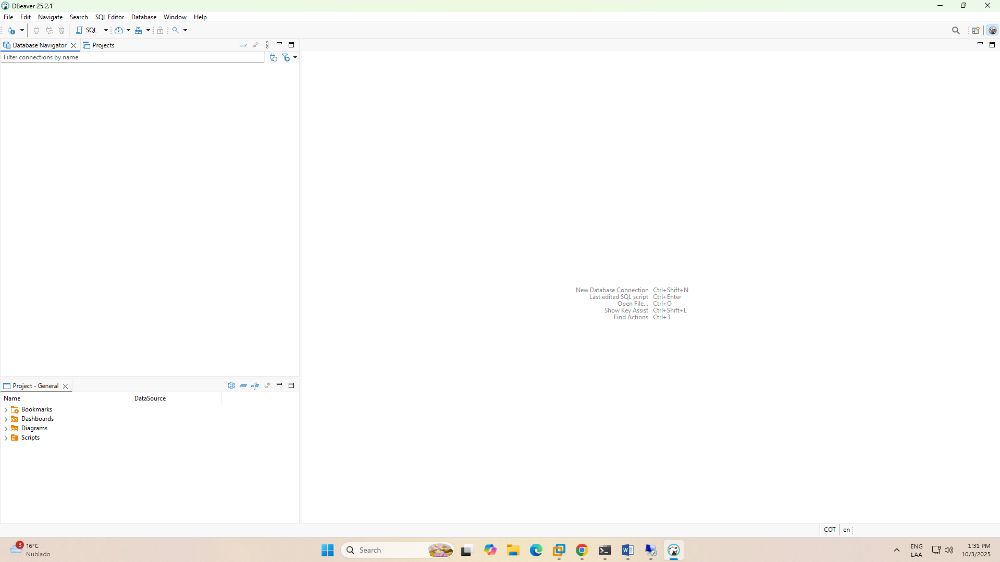 DBeaver 25.2.1
File Edit Navigate Search SQL Editor Database Window Help
SQL
Database Navigator Projects
Filter connections by name
New Database Connection Ctrl+Shift+N
Last edited SQL script Ctrl+Enter
Open File... Ctrl+O
Show Key Assist Ctrl+Shift+L
Find Actions Ctrl+3
Project - General
Name DataSource
Bookmarks
Dashboards
Diagrams
Scripts
COT en
3 16°C
Nublado
Search
ENG
LAA
1:31 PM
10/3/2025